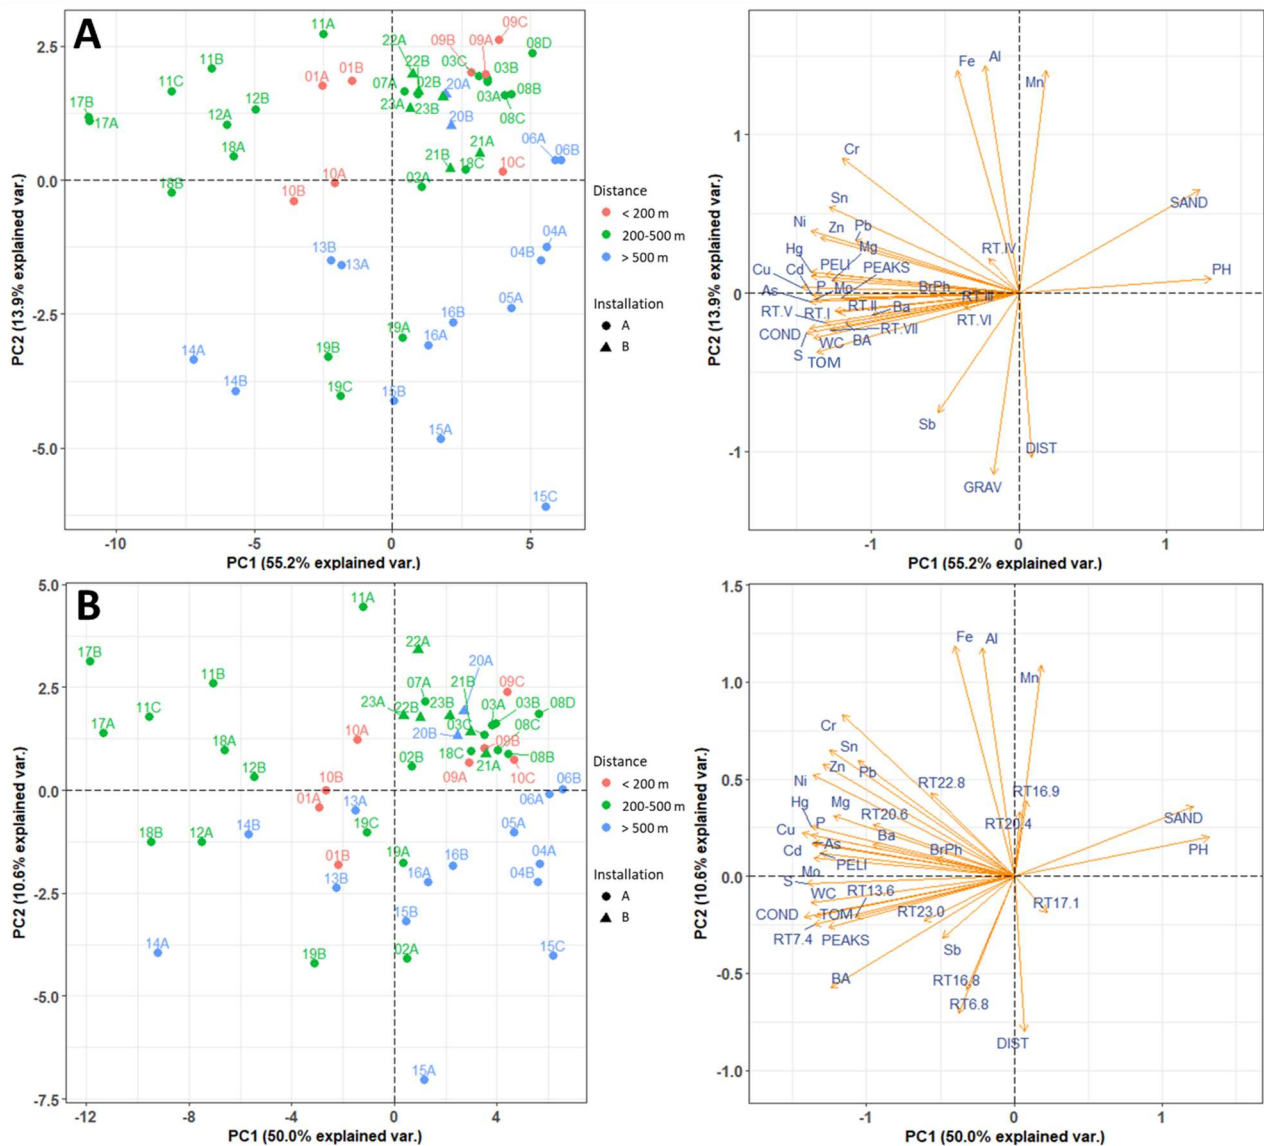 A
2.5
0.0
-2.5
-5.0
-10
-5
0
5
PC1 (55.2% explained var.)
PC2 (13.9% explained var.)
11A
09C
22A
09B
09A
08D
11B
01A
01B
22B
03C
03B
11C
07A
02B
20A
17B
17A
12B
12A
23A
23B
03A
08B
08C
20B
18A
21A
06A
06B
21B
18C
10C
18B
10A
02A
10B
13B
13A
04A
04B
05A
16B
19A
16A
19B
14A
14B
19C
15B
15A
15C
Distance
< 200 m
200-500 m
> 500 m
Installation
A
B
1
0
-1
-1
0
1
PC1 (55.2% explained var.)
PC2 (13.9% explained var.)
Fe
Al
Mn
Cr
Sn
SAND
Ni
Zn
Pb
Hg
Mg
RT.IV
Cu
Cd
PELI
PEAKS
PH
As
P
Mo
BrPh
RT.III
RT.V
RT.I
RT.II
Ba
RT.VI
COND
WC
BA
RT.VII
S
TOM
Sb
DIST
GRAV
B
5.0
2.5
0.0
-2.5
-5.0
-7.5
-12
-8
-4
0
4
PC1 (50.0% explained var.)
PC2 (10.6% explained var.)
11A
17B
22A
20A
11B
07A
21B
09C
11C
23A
22B
23B
03A
03B
08D
17A
20B
03C
08C
10A
18A
18C
09B
12B
02B
09A
21A
08B
10C
10B
06B
01A
13A
06A
18B
12A
14B
19C
05A
01B
19A
16B
04A
13B
16A
04B
15B
14A
19B
02A
15C
15A
Distance
< 200 m
200-500 m
> 500 m
Installation
A
B
1.5
1.0
0.5
0.0
-0.5
-1.0
-1
0
1
PC1 (50.0% explained var.)
PC2 (10.6% explained var.)
Fe
Al
Mn
Cr
Sn
Zn
Pb
Ni
RT22.8
RT16.9
Hg
Mg
RT20.6
RT20.4
SAND
P
Cu
As
Ba
Cd
PELI
BrPh
PH
Mo
S
WC
RT13.6
COND
TOM
RT23.0
RT17.1
RT7.4
PEAKS
Sb
BA
RT16.8
RT6.8
DIST